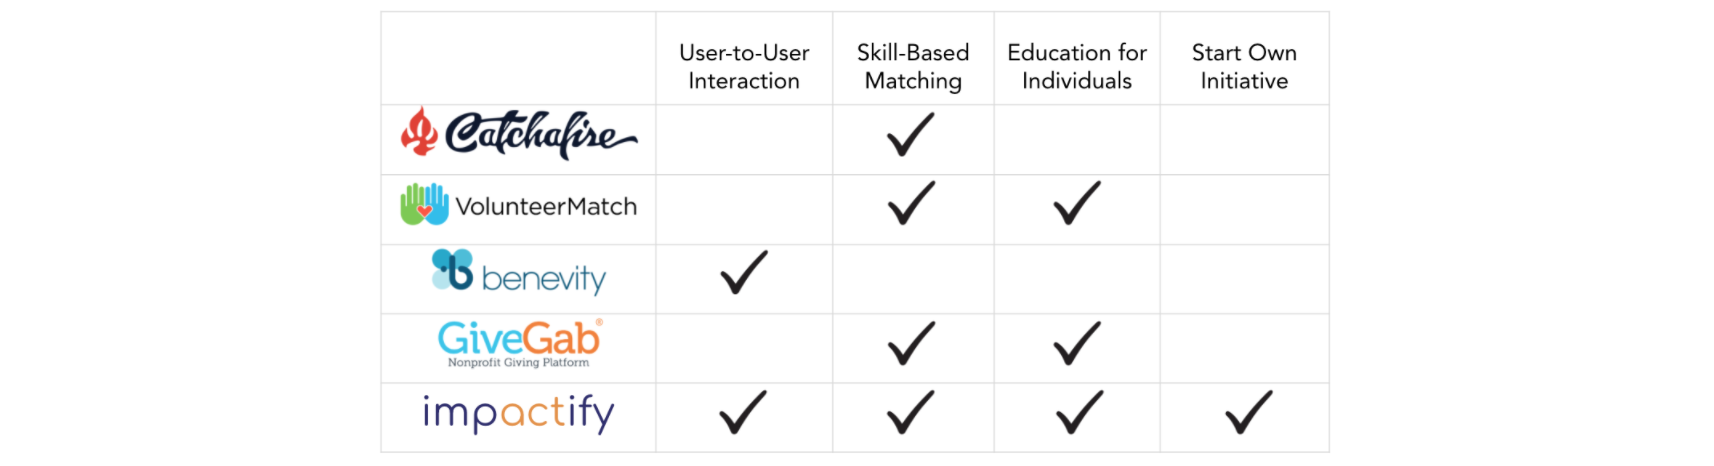 User-to-User Interaction
Skill-Based Matching
Education for Individuals
Start Own Initiative
Catchafire
VolunteerMatch
benevity
GiveGab®
Nonprofit Giving Platform
impactify